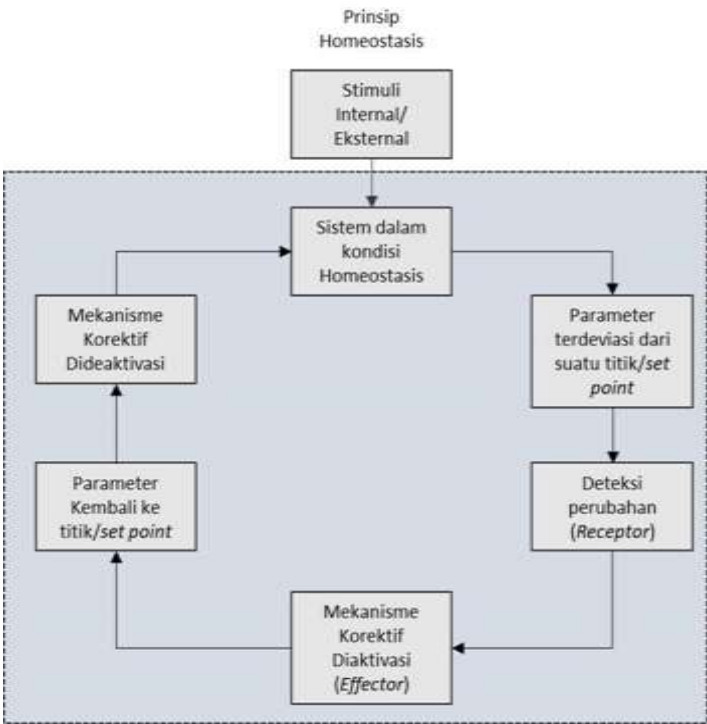 Prinsip
Homeostasis
Stimuli
Internal/
Eksternal
Sistem dalam
kondisi
Homeostasis
Parameter
terdeviasi dari
suatu titik/set
point
Deteksi
perubahan
(Receptor)
Mekanisme
Korektif
Diaktivasi
(Effector)
Parameter
Kembali ke
titik/set point
Mekanisme
Korektif
Dideaktivasi